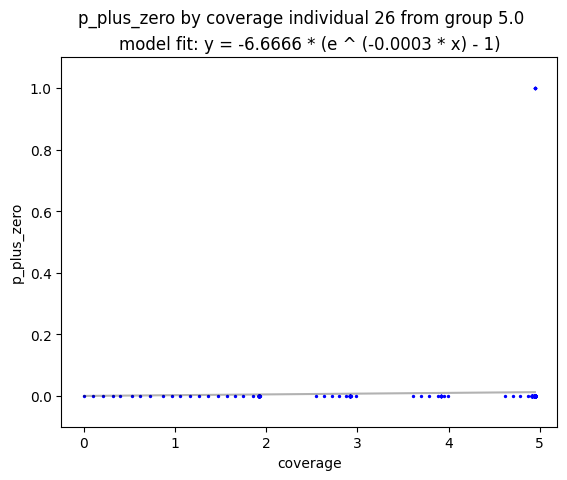 p_plus_zero by coverage individual 26 from group 5.0
model fit: y = -6.6666 * (e ^ (-0.0003 * x) - 1)
1.0
0.8
0.6
0.4
0.2
0.0
p_plus_zero
0 1 2 3 4 5
coverage